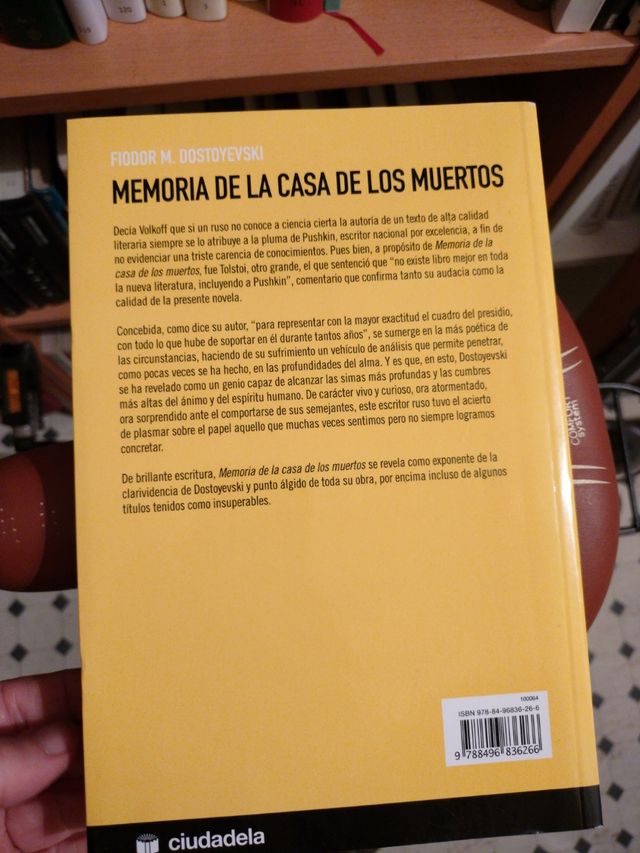 FIODOR M. DOSTOYEVSKI
MEMORIA DE LA CASA DE LOS MUERTOS
Decía Volkoff que si un ruso no conoce a ciencia cierta la autoría de un texto de alta calidad
literaria siempre se lo atribuye a la pluma de Pushkin, escritor nacional por excelencia, a fin de
no evidenciar una triste carencia de conocimientos. Pues bien, a propósito de Memoria de la
casa de los muertos, fue Tolstoi, otro grande, el que sentenció que “no existe libro mejor en toda
la nueva literatura, incluyendo a Pushkin”, comentario que confirma tanto su audacia como la
calidad de la presente novela.
Concebida, como dice su autor, “para representar con la mayor exactitud el cuadro del presidio,
con todo lo que hube de soportar en él durante tantos años”, se sumerge en la más poética de
las circunstancias, haciendo de su sufrimiento un vehículo de análisis que permite penetrar,
como pocas veces se ha hecho, en las profundidades del alma. Y es que, en esto, Dostoyevski
se ha revelado como un genio capaz de alcanzar las simas más profundas y las cumbres
más altas del ánimo y del espíritu humano. De carácter vivo y curioso, ora atormentado,
ora sorprendido ante el comportarse de sus semejantes, este escritor ruso tuvo el acierto
de plasmar sobre el papel aquello que muchas veces sentimos pero no siempre logramos
concretar.
De brillante escritura, Memoria de la casa de los muertos se revela como exponente de la
clarividencia de Dostoyevski y punto álgido de toda su obra, por encima incluso de algunos
títulos tenidos como insuperables.
COMFORT
system
100064
ISBN 978-84-96836-26-6
9 788496 836266
ciudadela